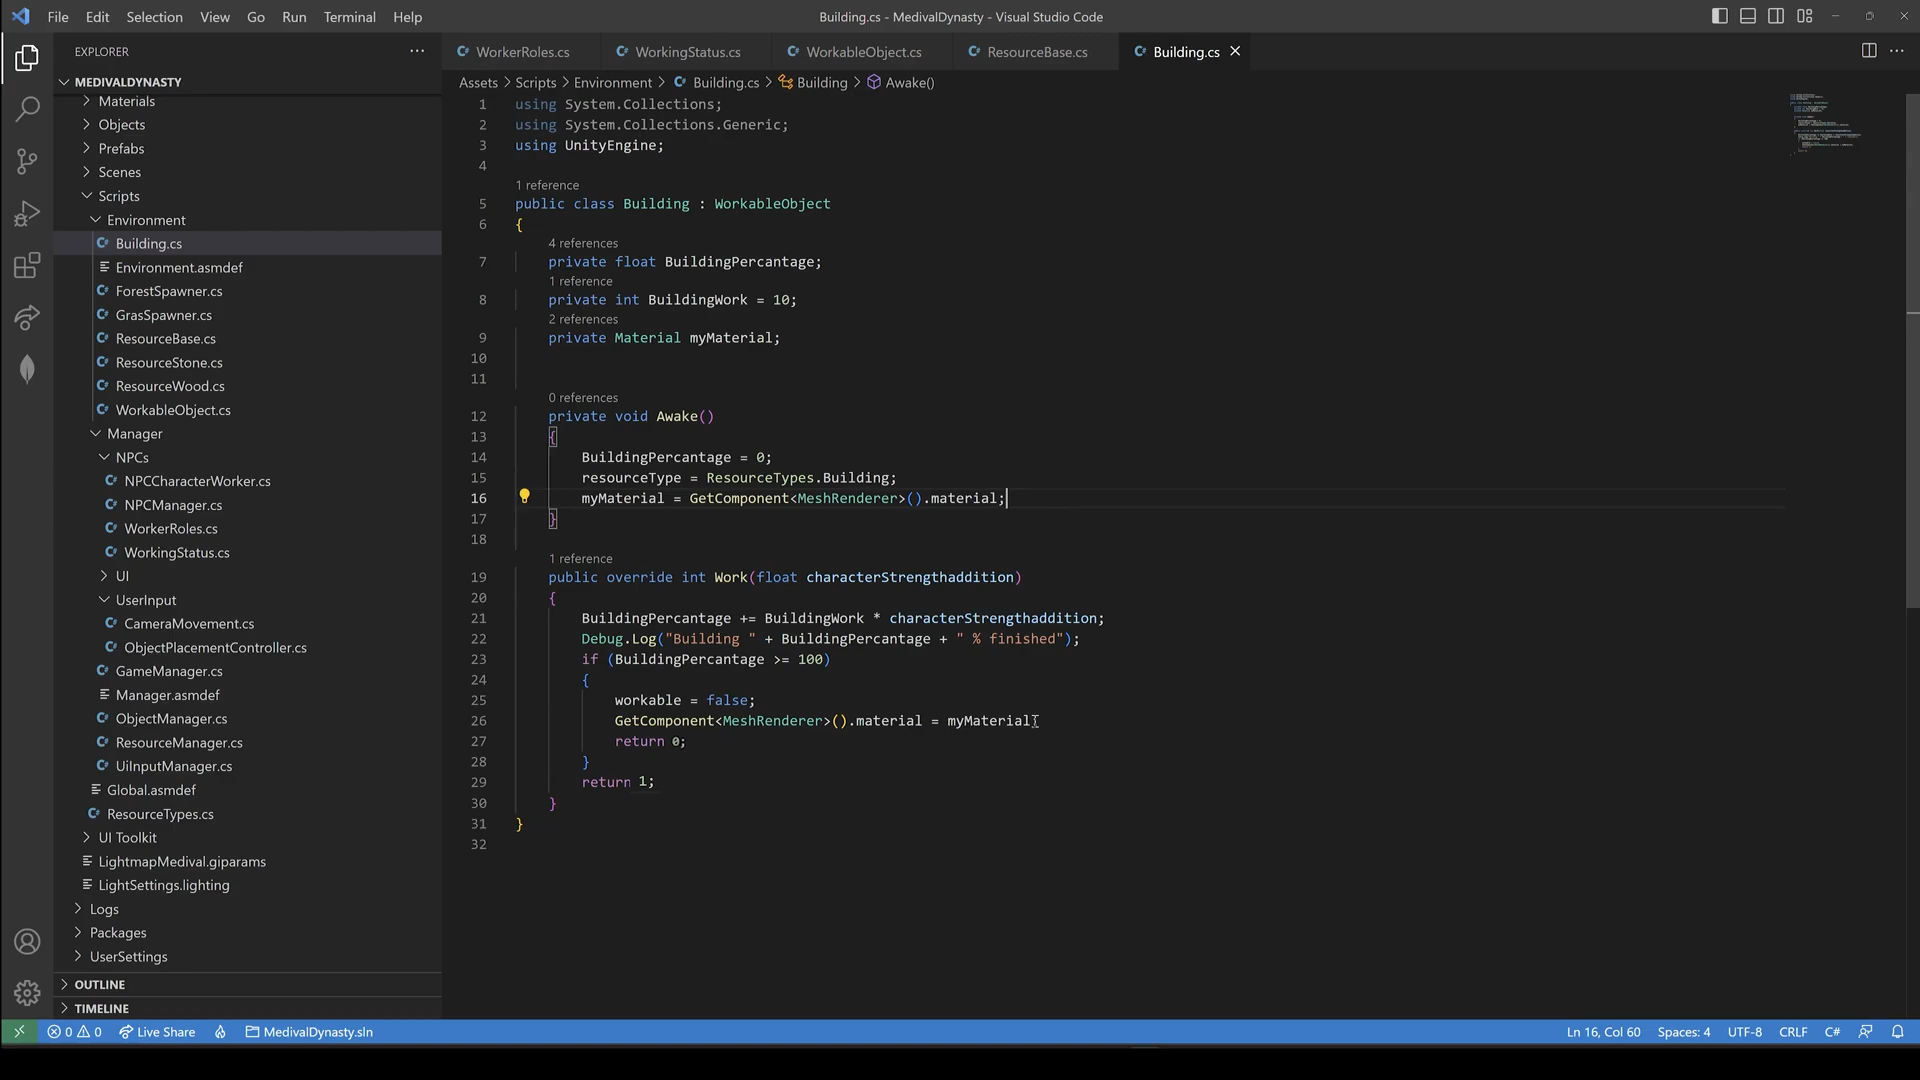 File Edit Selection View Go Run Terminal Help
Building.cs - MedivalDynasty - Visual Studio Code
EXPLORER
MEDIVALDYNASTY
Materials
Objects
Prefabs
Scenes
Scripts
Environment
Building.cs
Environment.asmdef
ForestSpawner.cs
GrasSpawner.cs
ResourceBase.cs
ResourceStone.cs
ResourceWood.cs
WorkableObject.cs
Manager
NPCs
NPCCharacterWorker.cs
NPCManager.cs
WorkerRoles.cs
WorkingStatus.cs
UI
UserInput
CameraMovement.cs
ObjectPlacementController.cs
GameManager.cs
Manager.asmdef
ObjectManager.cs
ResourceManager.cs
UiInputManager.cs
Global.asmdef
ResourceTypes.cs
UI Toolkit
LightmapMedival.giparams
LightSettings.lighting
Logs
Packages
UserSettings
OUTLINE
TIMELINE
WorkerRoles.cs WorkingStatus.cs WorkableObject.cs ResourceBase.cs Building.cs
Assets > Scripts > Environment > Building.cs > Building > Awake()
1 using System.Collections;
2 using System.Collections.Generic;
3 using UnityEngine;
4
1 reference
5 public class Building : WorkableObject
6 {
4 references
7 private float BuildingPercentage;
1 reference
8 private int BuildingWork = 10;
2 references
9 private Material myMaterial;
10
11
0 references
12 private void Awake()
13 {
14 BuildingPercentage = 0;
15 resourceType = ResourceTypes.Building;
16 myMaterial = GetComponent<MeshRenderer>().material;
17 }
18
1 reference
19 public override int Work(float characterStrengthaddition)
20 {
21 BuildingPercentage += BuildingWork * characterStrengthaddition;
22 Debug.Log("Building " + BuildingPercentage + " % finished");
23 if (BuildingPercentage >= 100)
24 {
25 workable = false;
26 GetComponent<MeshRenderer>().material = myMaterial;
27 return 0;
28 }
29 return 1;
30 }
31 }
32
0 0 Live Share MedivalDynasty.sln
Ln 16, Col 60 Spaces: 4 UTF-8 CRLF C#